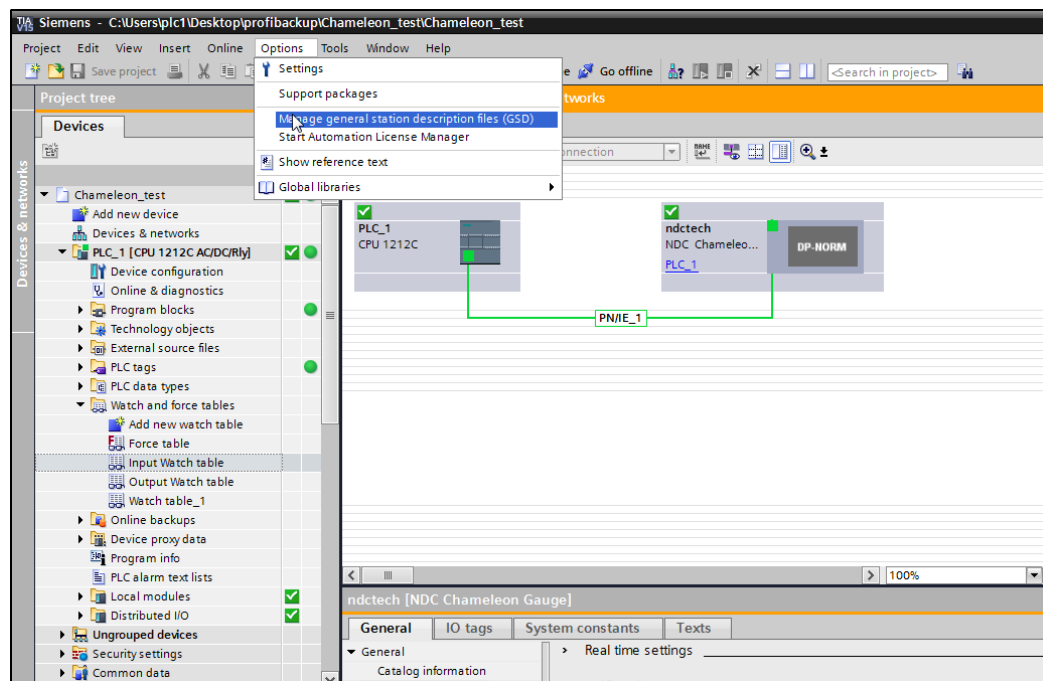 TIA V15 Siemens - C:\Users\plc1\Desktop\profibackup\Chameleon_test\Chameleon_test
Project Edit View Insert Online Options Tools Window Help
Save project
e Go offline <Search in project>
Settings
Support packages
Manage general station description files (GSD)
Start Automation License Manager
Show reference text
Global libraries
Project tree
tworks
Devices
onnection
Devices & networks
Chameleon_test
Add new device
Devices & networks
PLC_1 [CPU 1212C AC/DC/Rly]
Device configuration
Online & diagnostics
Program blocks
Technology objects
External source files
PLC tags
PLC data types
Watch and force tables
Add new watch table
Force table
Input Watch table
Output Watch table
Watch table_1
Online backups
Device proxy data
Program info
PLC alarm text lists
Local modules
Distributed I/O
Ungrouped devices
Security settings
Common data
PLC_1
CPU 1212C
ndctech
NDC Chameleo...
PLC_1
DP-NORM
PN/IE_1
100%
ndctech [NDC Chameleon Gauge]
General IO tags System constants Texts
General
Catalog information
Real time settings